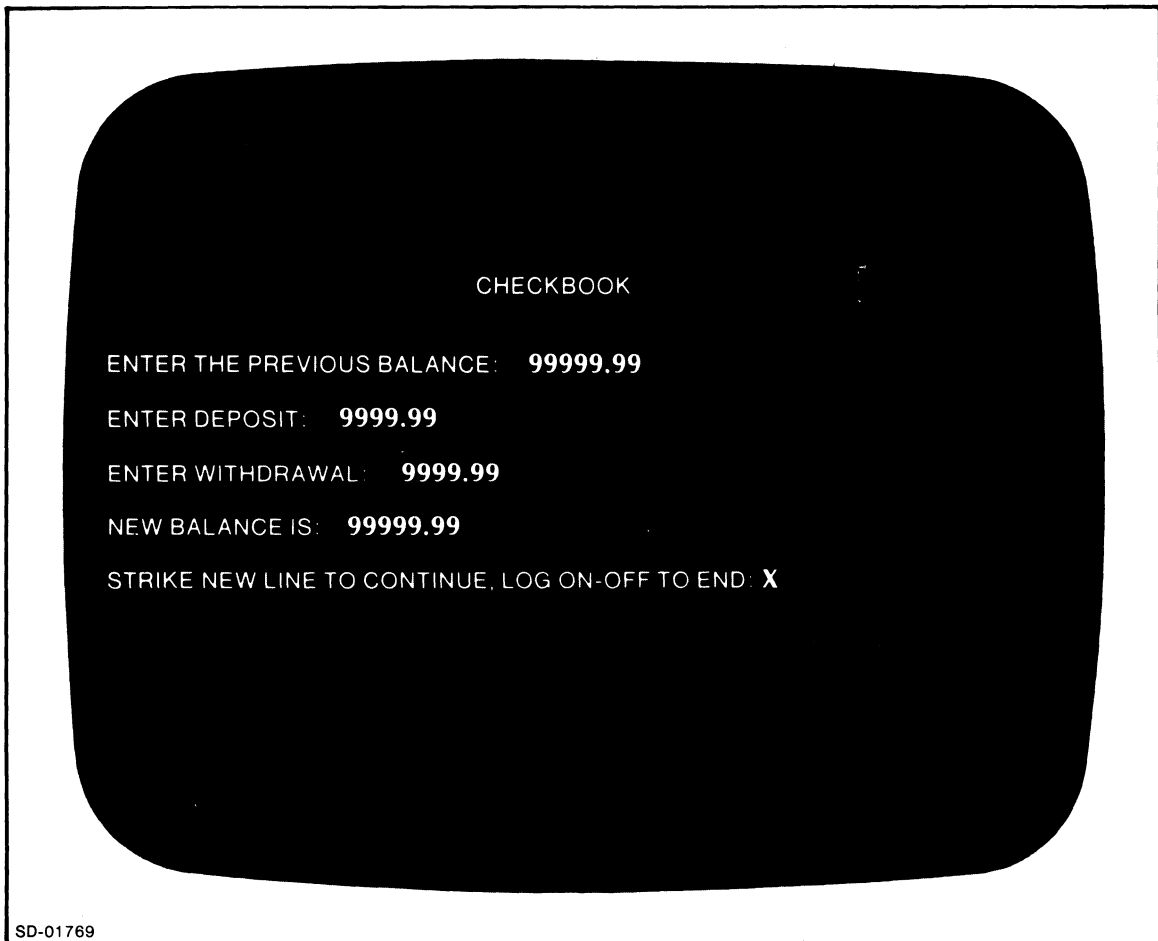 CHECKBOOK
ENTER THE PREVIOUS BALANCE: 99999.99
ENTER DEPOSIT: 9999.99
ENTER WITHDRAWAL: 9999.99
NEW BALANCE IS: 99999.99
STRIKE NEW LINE TO CONTINUE, LOG ON-OFF TO END: X
SD-01769